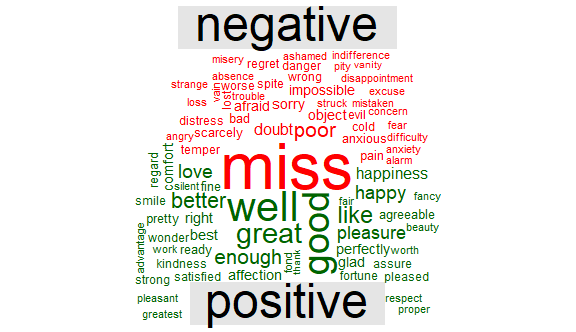 negative
misery regret ashamed indifference
danger pity vanity
absence wrong disappointment
strange vain worse spite impossible excuse
loss lost trouble afraid sorry struck mistaken
distress bad object evil concern
angry scarcely doubt poor cold fear
anxious difficulty
temper miss pain anxiety
alarm
regard comfort love happiness
silent fine happy fancy
smile better well good fair like agreeable
pretty right great pleasure beauty
advantage wonder best perfectly worth
work ready enough fond thank glad assure
kindness
strong satisfied affection fortune pleased
pleasant positive respect
greatest proper